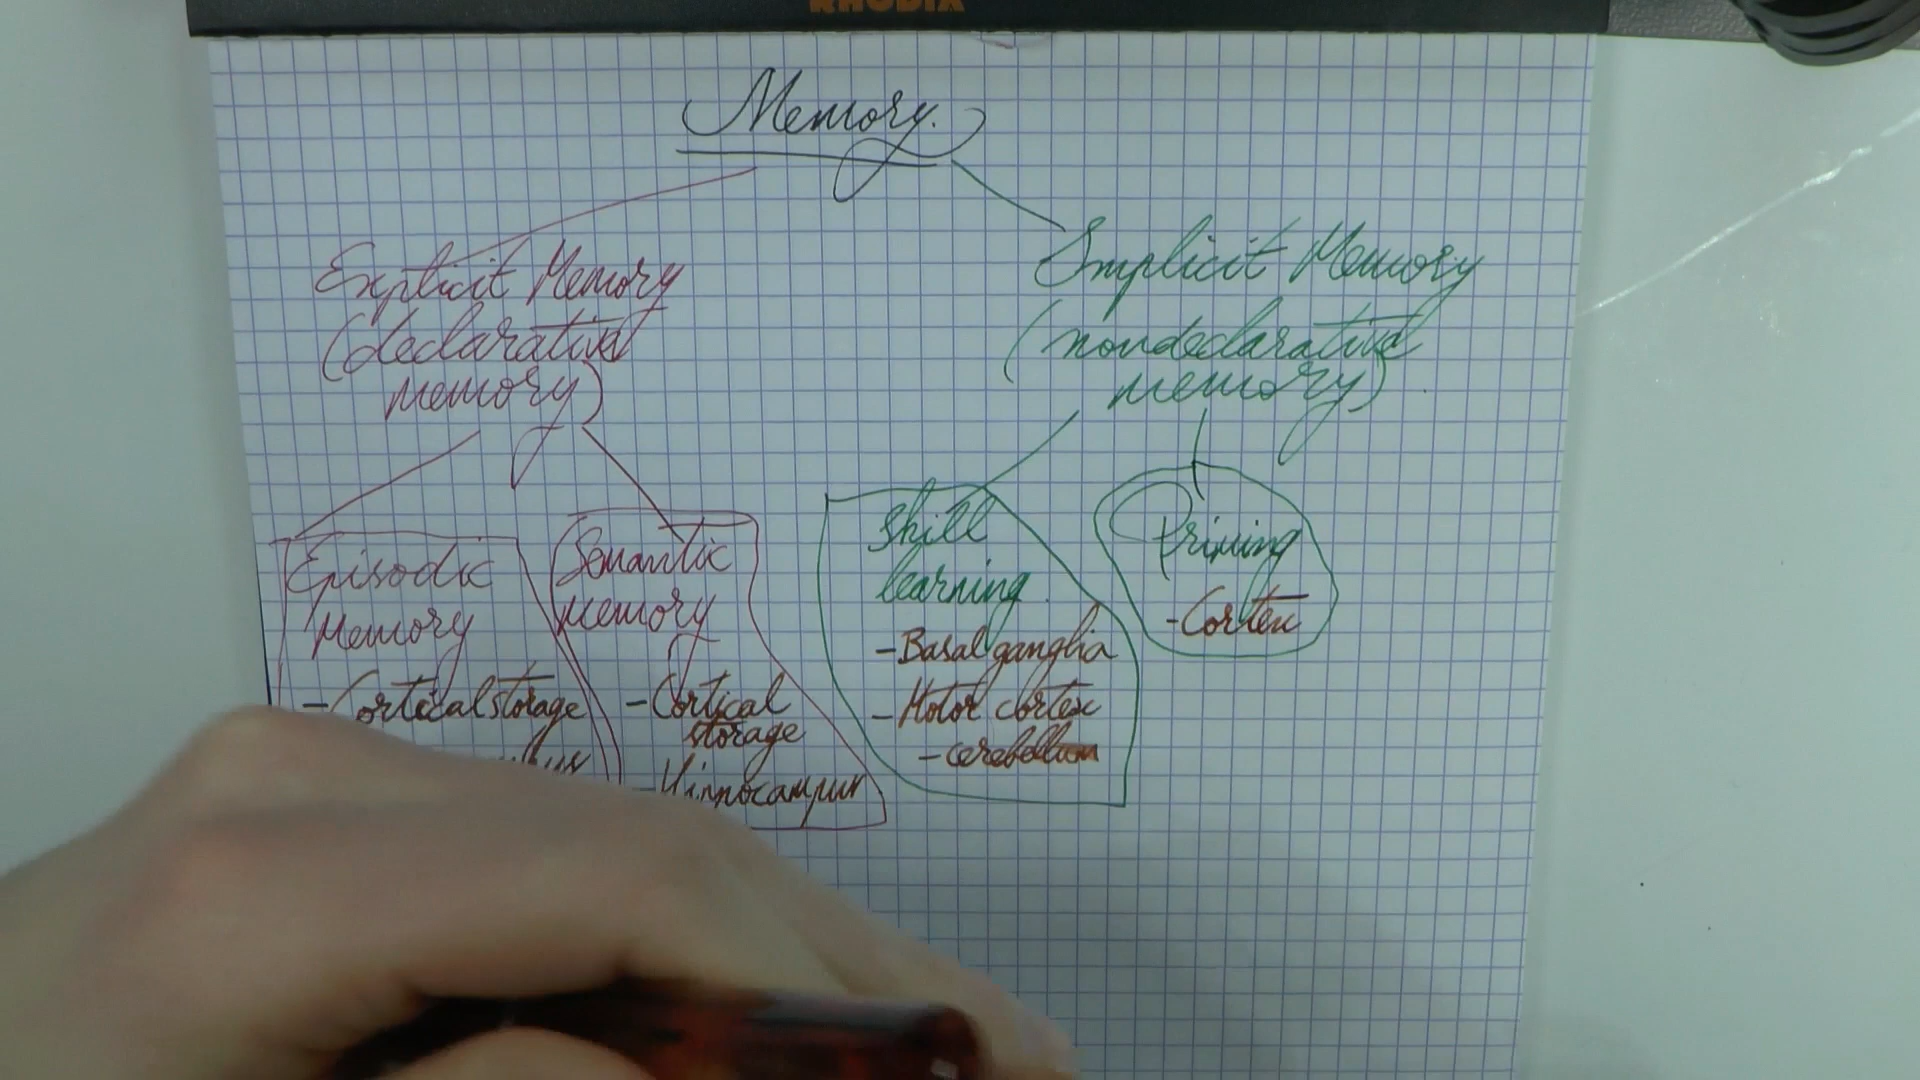 RHODIA
Memory.
Explicit Memory
(declarative
memory)
Implicit Memory
(nondeclarative
memory)
Episodic
Memory
- Cortical storage
Semantic
memory
- Cortical
storage
- Hippocampus
Skill
learning
- Basal ganglia
- Motor cortex
- cerebellum
Priming
- Cortex